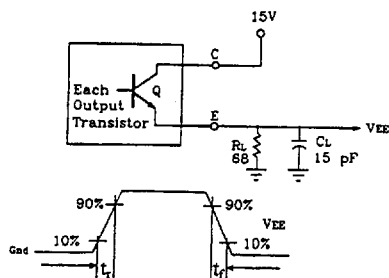 15V
C
Each
Output
Transistor
Q
E
VEE
RL
68
CL
15 pF
90%
90%
VEE
10%
10%
Gnd
tr
tf